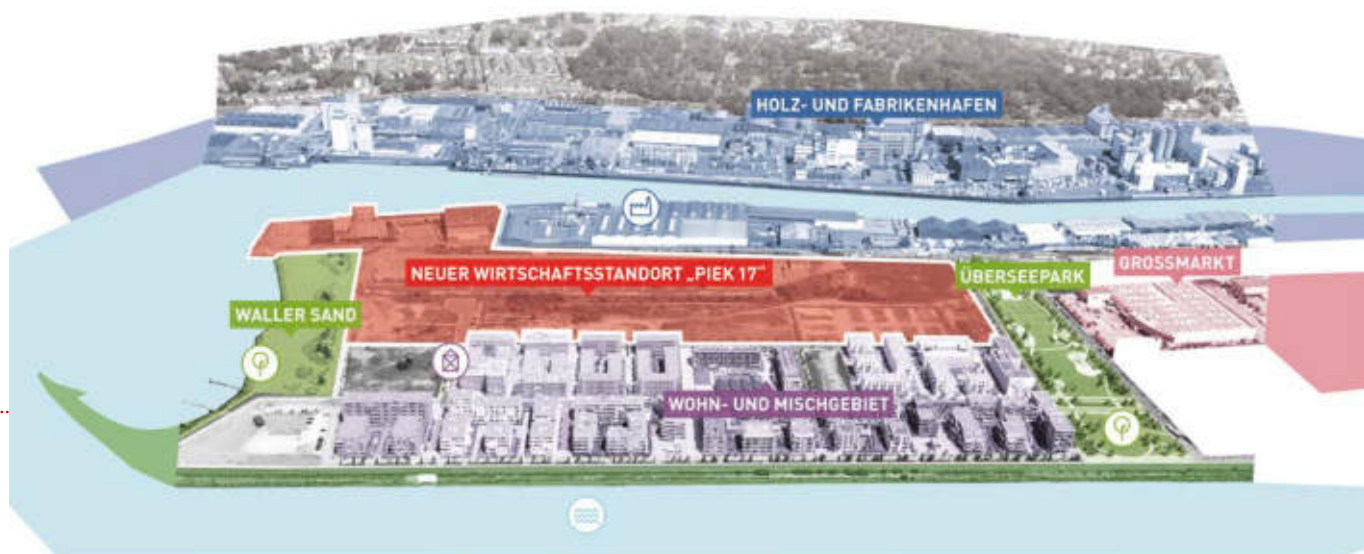 HOLZ- UND FABRIKENHAFEN
NEUER WIRTSCHAFTSSTANDORT „PIEK 17“
ÜBERSEEPARK
GROSSMARKT
WALLER SAND
WOHN- UND MISCHGEBIET